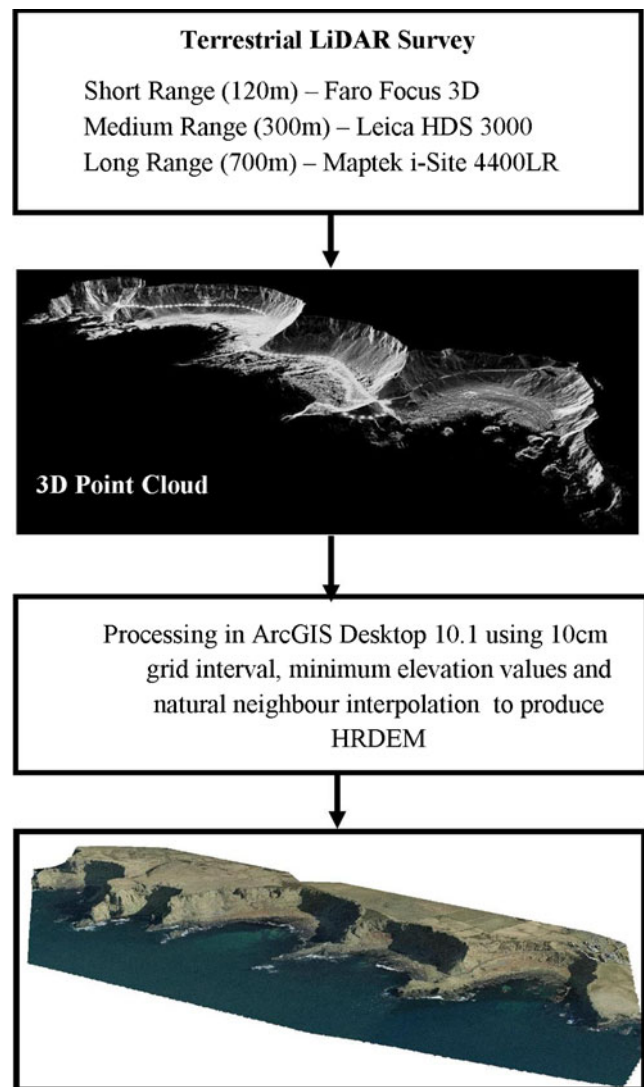 Terrestrial LiDAR Survey
Short Range (120m) – Faro Focus 3D
Medium Range (300m) – Leica HDS 3000
Long Range (700m) – Maptek i-Site 4400LR
3D Point Cloud
Processing in ArcGIS Desktop 10.1 using 10cm
grid interval, minimum elevation values and
natural neighbour interpolation to produce
HRDEM